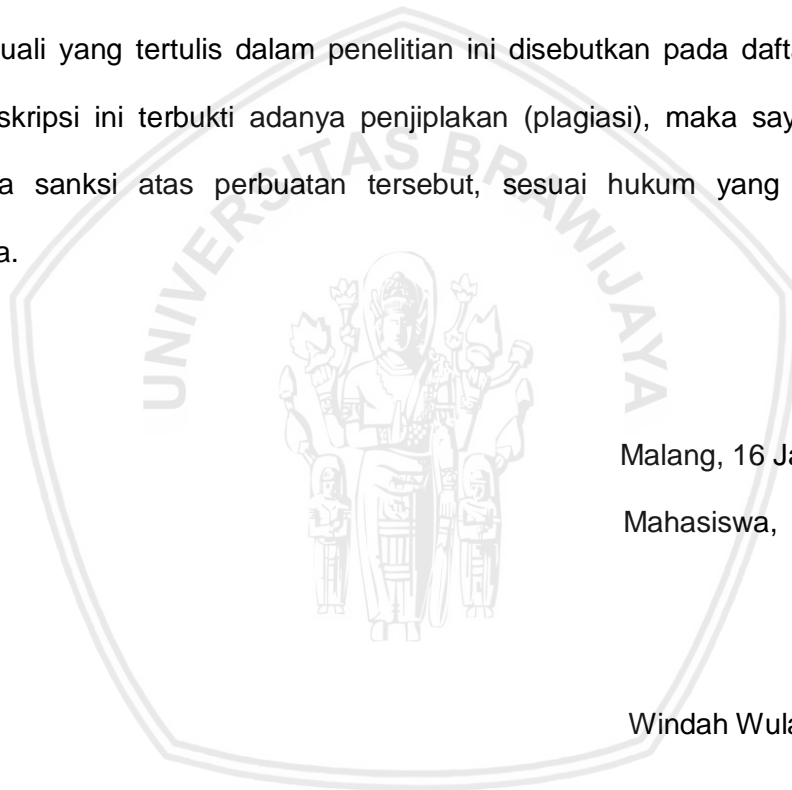 uali yang tertulis dalam penelitian ini disebutkan pada daft
skripsi ini terbukti adanya penjiplakan (plagiasi), maka say
a sanksi atas perbuatan tersebut, sesuai hukum yang
a.
UNIVERSITAS BRAWIJAYA
Malang, 16 Ja
Mahasiswa,
Windah Wula